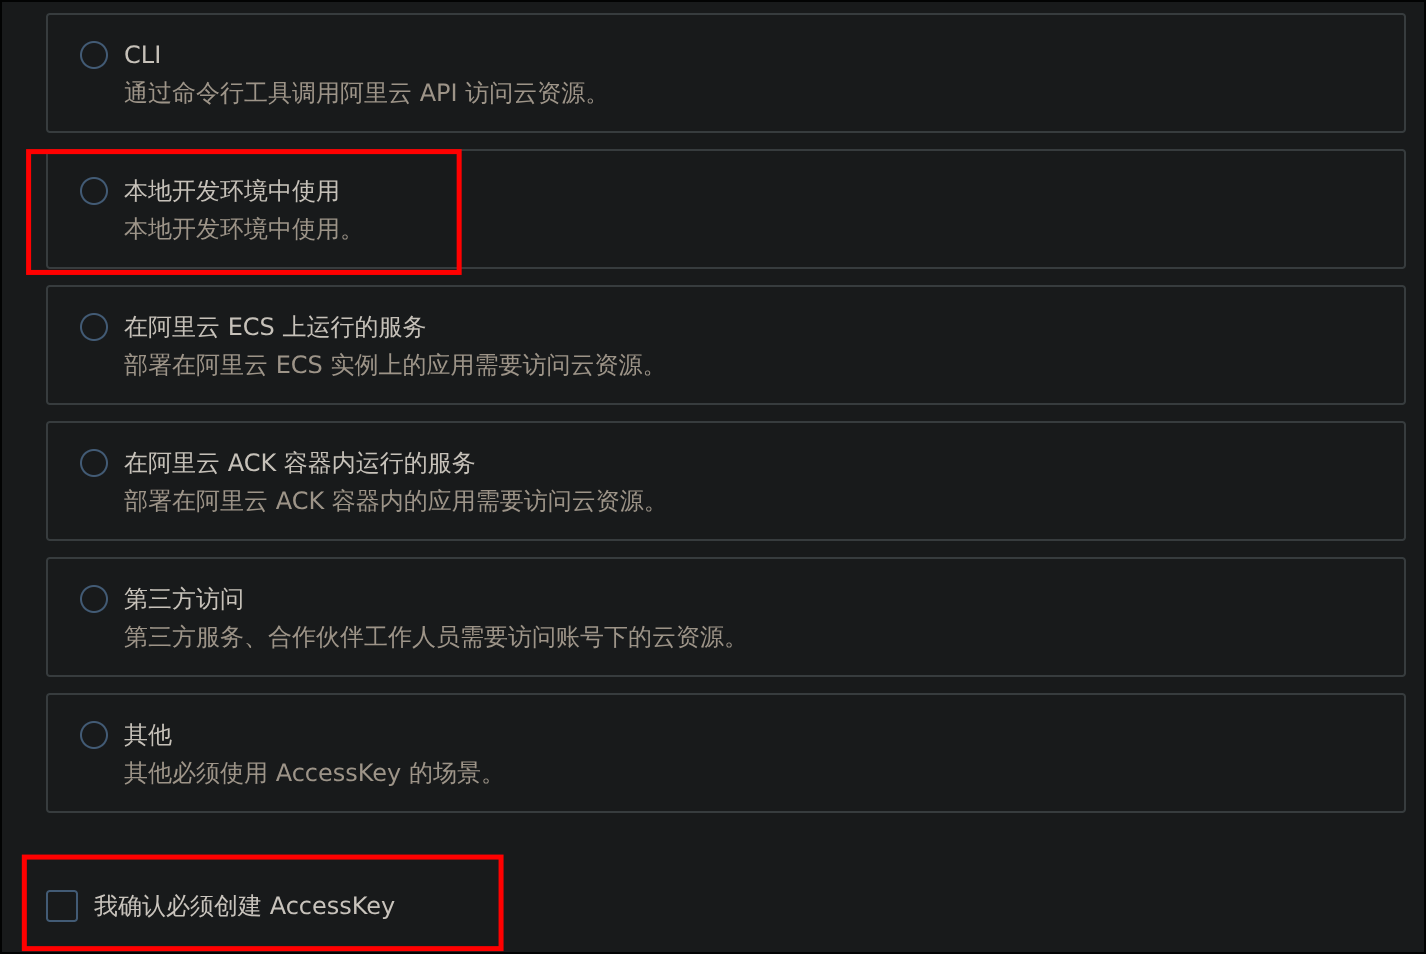 CLI
通过命令行工具调用阿里云 API 访问云资源。
本地开发环境中使用
本地开发环境中使用。
在阿里云 ECS 上运行的服务
部署在阿里云 ECS 实例上的应用需要访问云资源。
在阿里云 ACK 容器内运行的服务
部署在阿里云 ACK 容器内的应用需要访问云资源。
第三方访问
第三方服务、合作伙伴工作人员需要访问账号下的云资源。
其他
其他必须使用 AccessKey 的场景。
我确认必须创建 AccessKey